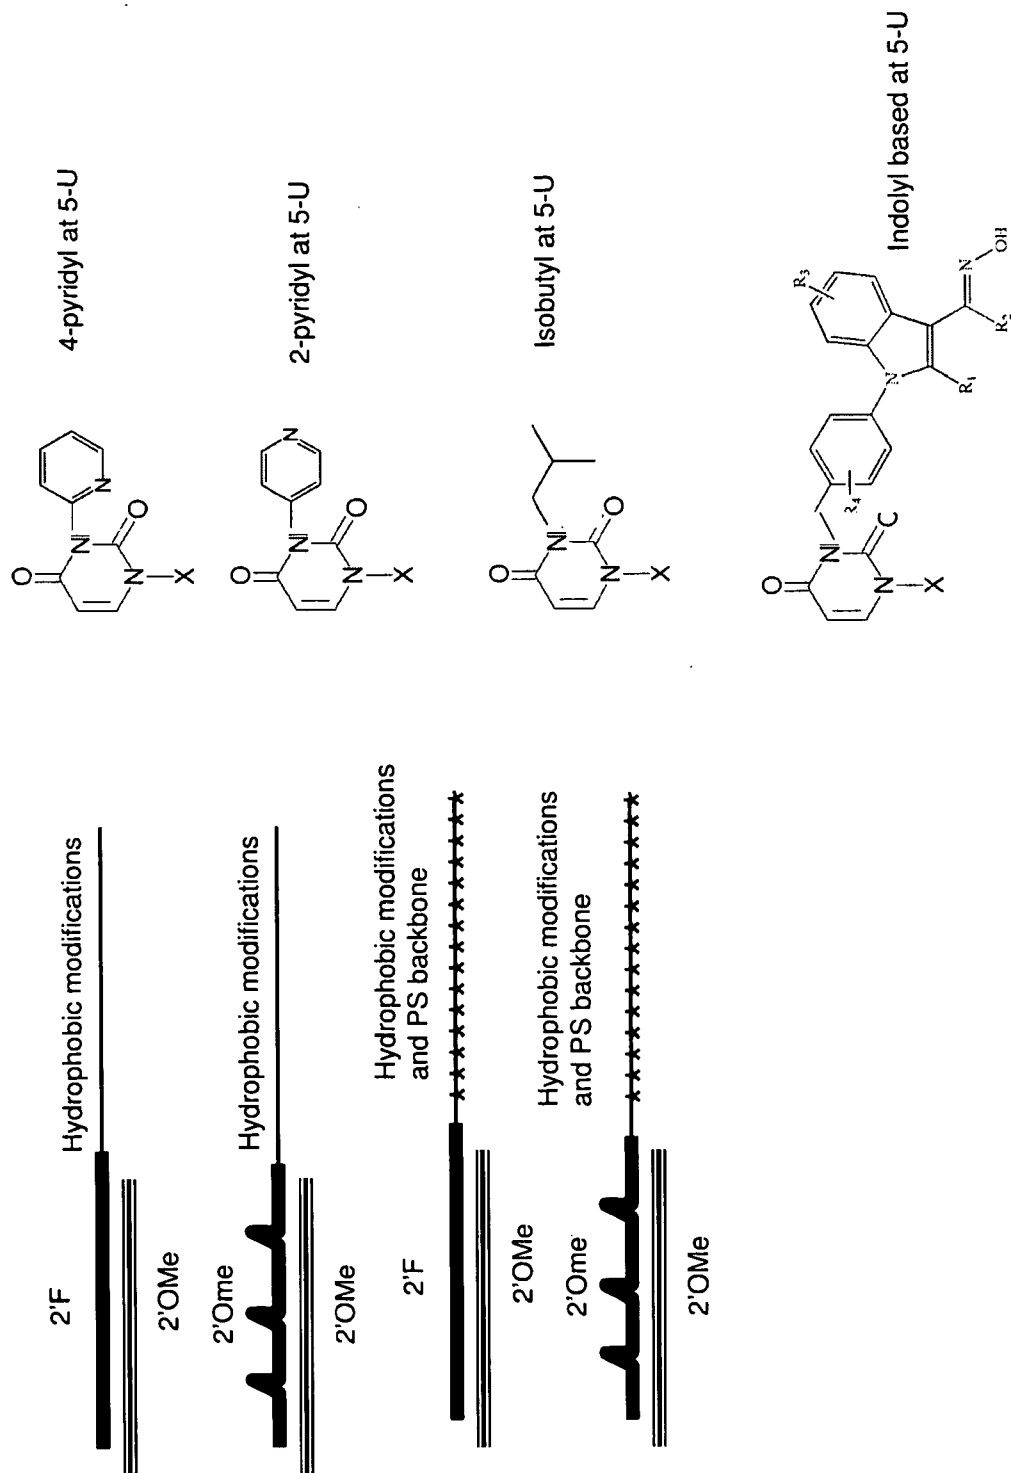 2'F
Hydrophobic modifications
2'OMe
2'Ome
Hydrophobic modifications
2'OMe
2'F
Hydrophobic modifications
and PS backbone
2'OMe
2'Ome
Hydrophobic modifications
and PS backbone
2'OMe
O
N
N
O
N
X
4-pyridyl at 5-U
O
N
N
O
N
X
2-pyridyl at 5-U
O
N
O
N
X
Isobutyl at 5-U
O
N
C
N
X
R4
N
R1
R3
R2
N
OH
Indolyl based at 5-U